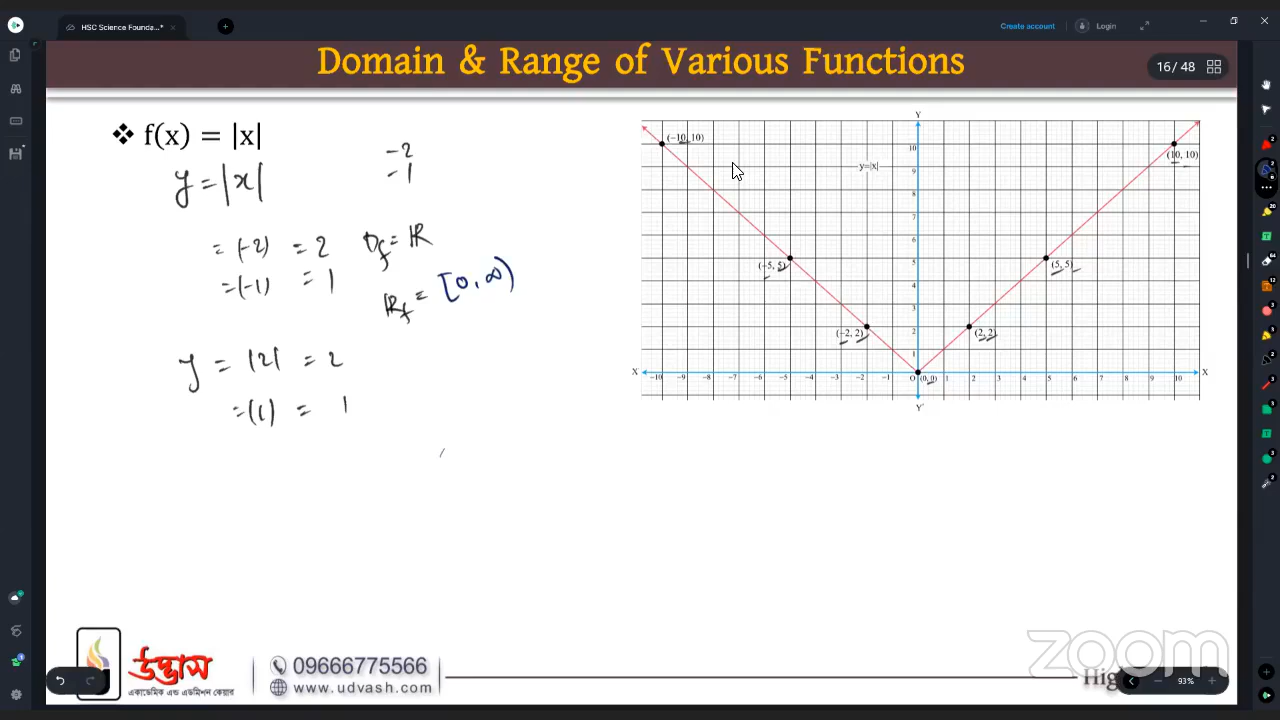 HSC Science Founda...*
Create account
Login
Domain & Range of Various Functions
16 / 48
❖ f(x) = |x|
y = |x|
-2
-1
= (-2) = 2
= (-1) = 1
D_f = ℝ
ℝ_f = [0, ∞)
y = |2| = 2
= (1) = 1
Y
(-10, 10)
(10, 10)
y=|x|
10
9
8
7
6
5
4
3
2
1
(-5, 5)
(5, 5)
(-2, 2)
(2, 2)
X' -10 -9 -8 -7 -6 -5 -4 -3 -2 -1 O (0, 0) 1 2 3 4 5 6 7 8 9 10 X
Y'
উদ্ভাস
একাডেমিক এন্ড এডমিশন কেয়ার
09666775566
www.udvash.com
zoom
Hig
93%